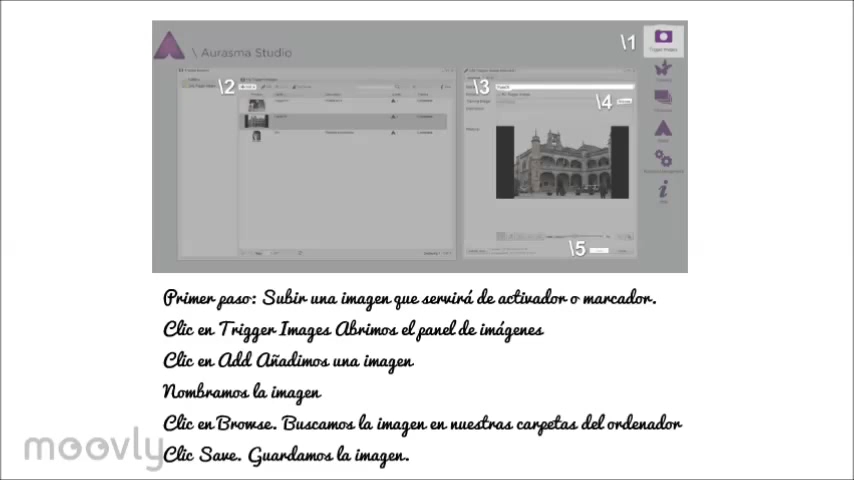 \ Aurasma Studio
\1
Trigger Images
\2
\3
\4
\5
Primer paso: Subir una imagen que servirá de activador o marcador.
Clic en Trigger Images Abrimos el panel de imágenes
Clic en Add Añadimos una imagen
Nombramos la imagen
Clic en Browse. Buscamos la imagen en nuestras carpetas del ordenador
Clic Save. Guardamos la imagen.
moovly